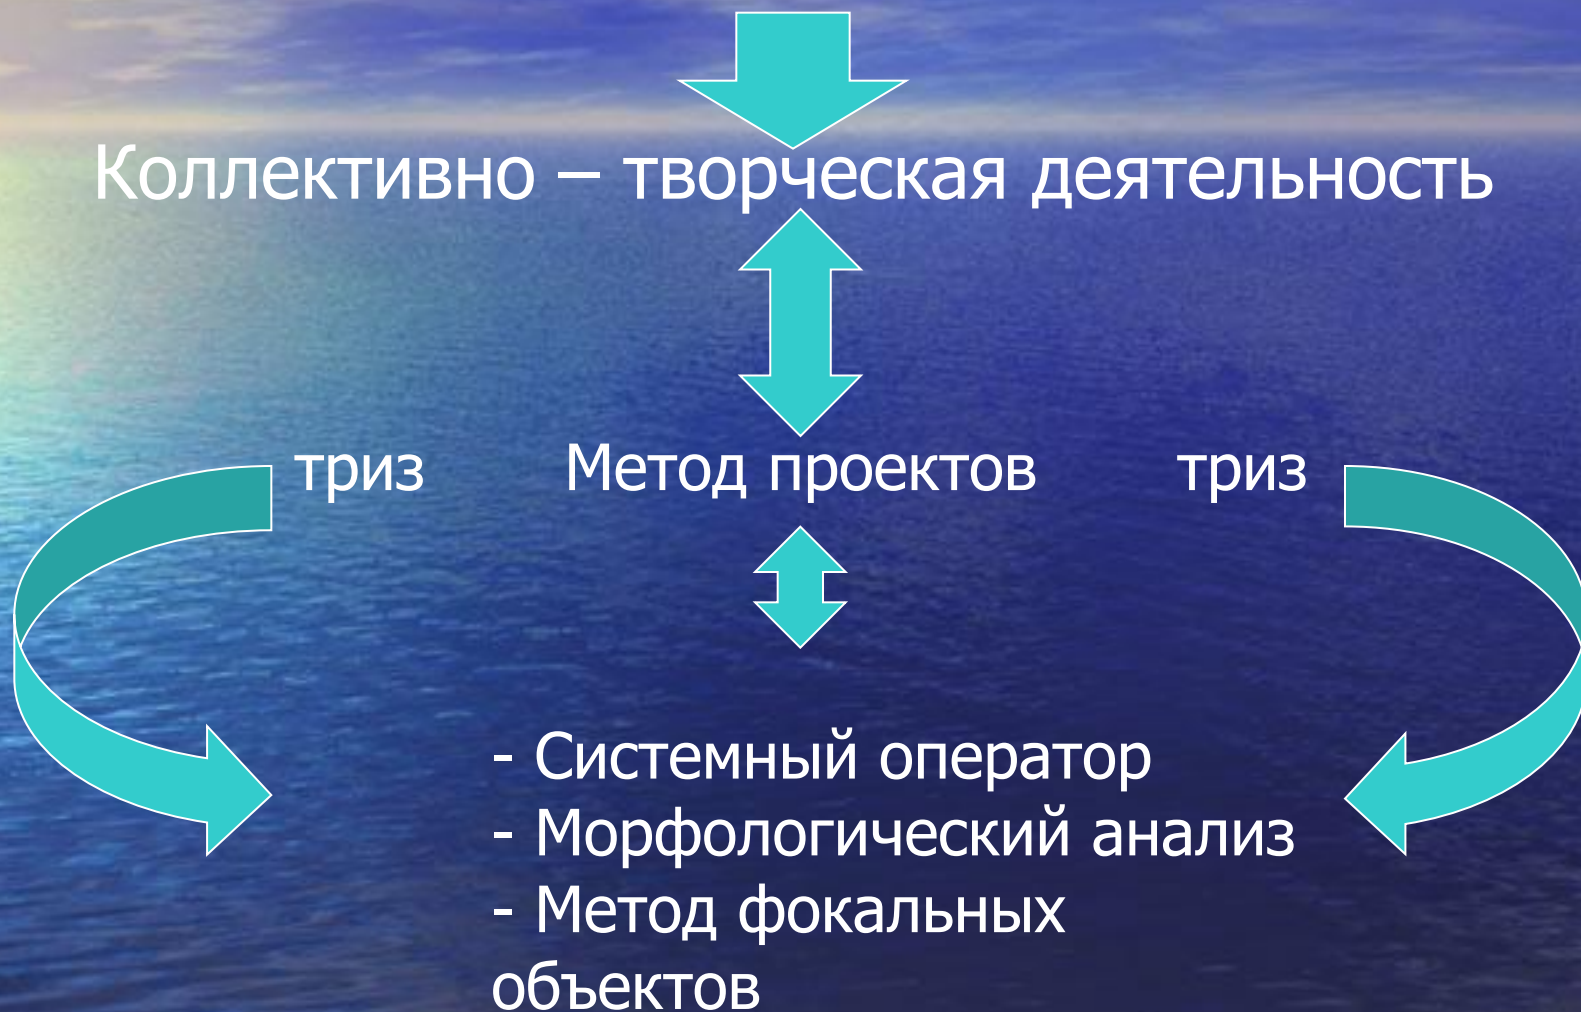 Коллективно – творческая деятельность
триз Метод проектов триз
- Системный оператор
- Морфологический анализ
- Метод фокальных
объектов